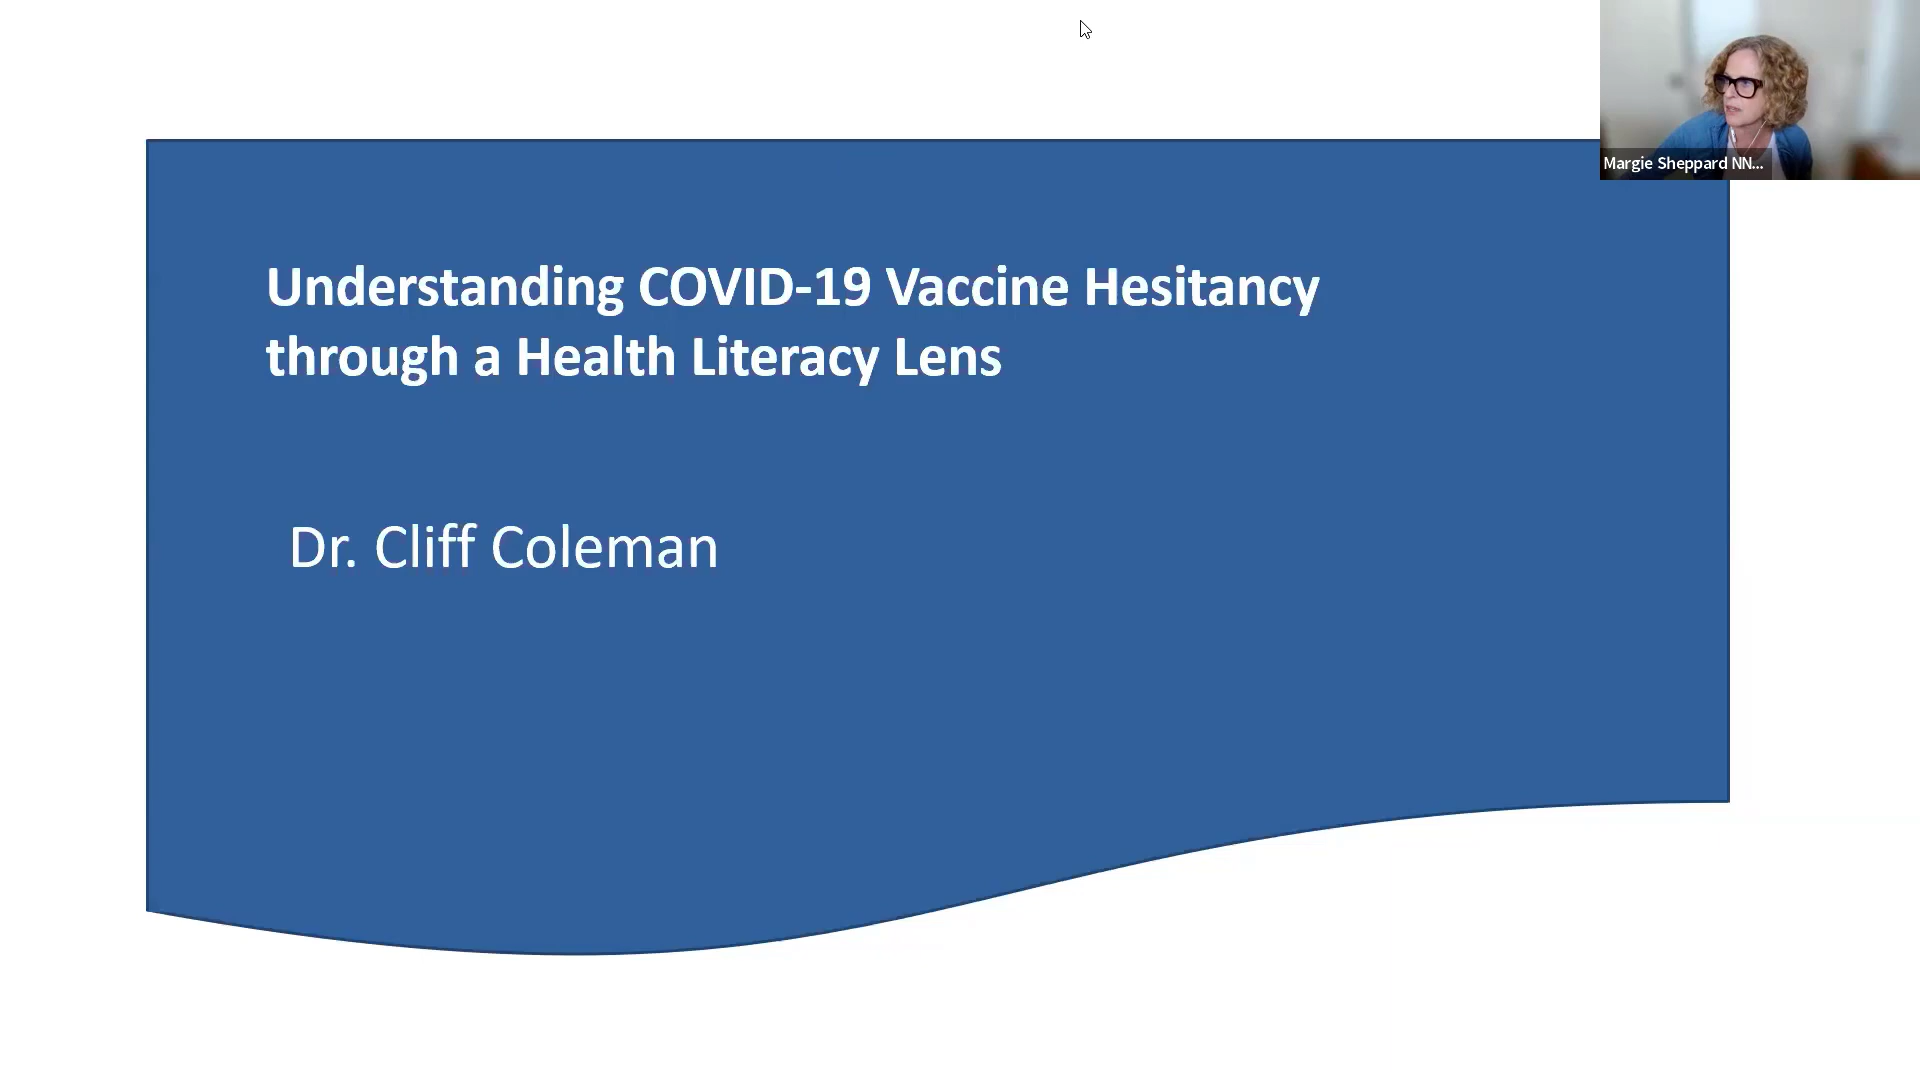 Understanding COVID-19 Vaccine Hesitancy
through a Health Literacy Lens
Dr. Cliff Coleman
Margie Sheppard NN...